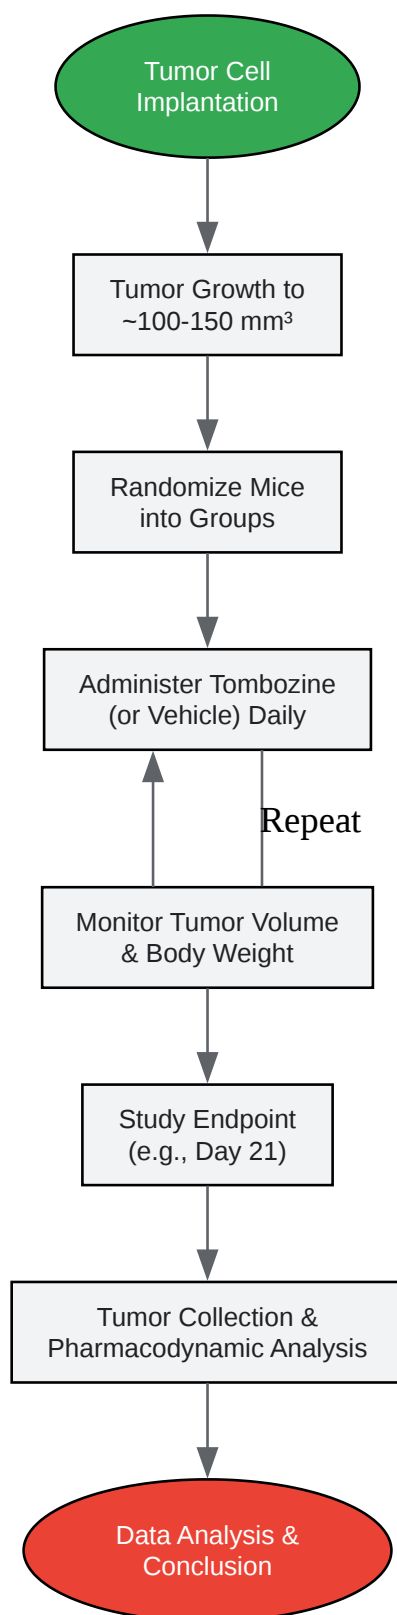 Tumor Cell
Implantation
Tumor Growth to
~100-150 mm³
Randomize Mice
into Groups
Administer Tombozine
(or Vehicle) Daily
Repeat
Monitor Tumor Volume
& Body Weight
Study Endpoint
(e.g., Day 21)
Tumor Collection &
Pharmacodynamic Analysis
Data Analysis &
Conclusion